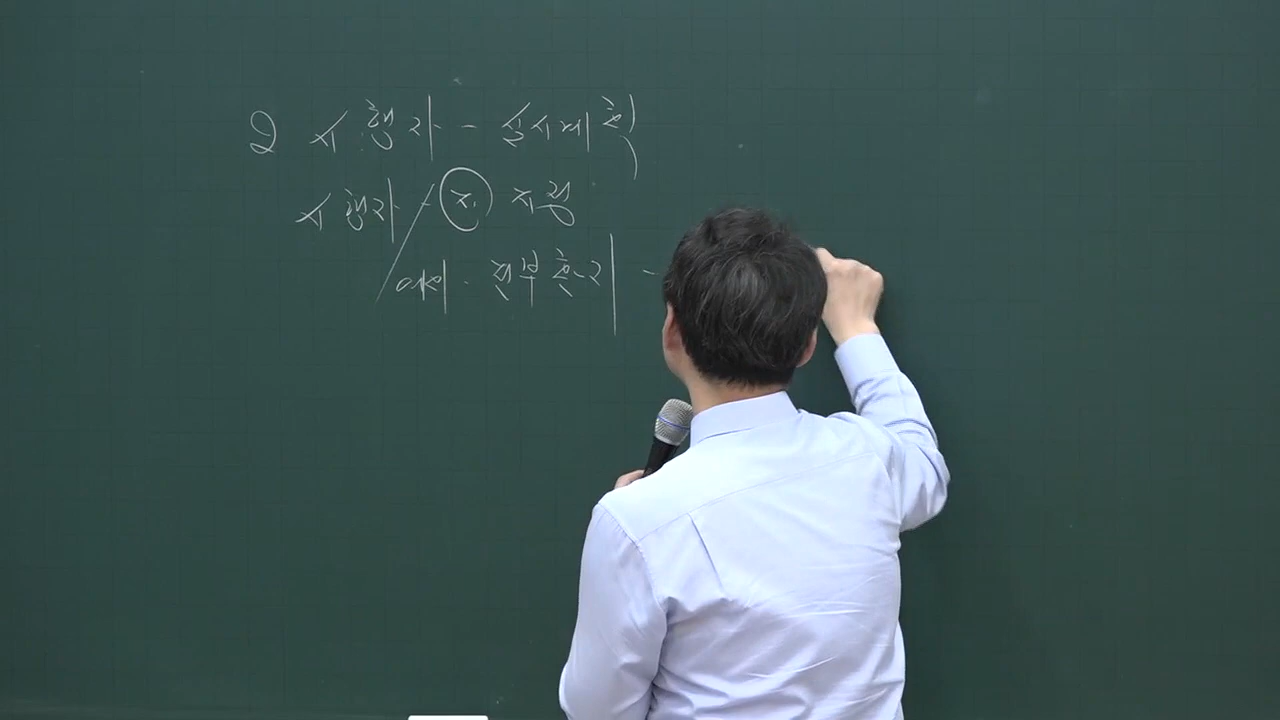 2 시행자 - 실시계획
시행자 / 지 지정
예 - 전부 환지 -